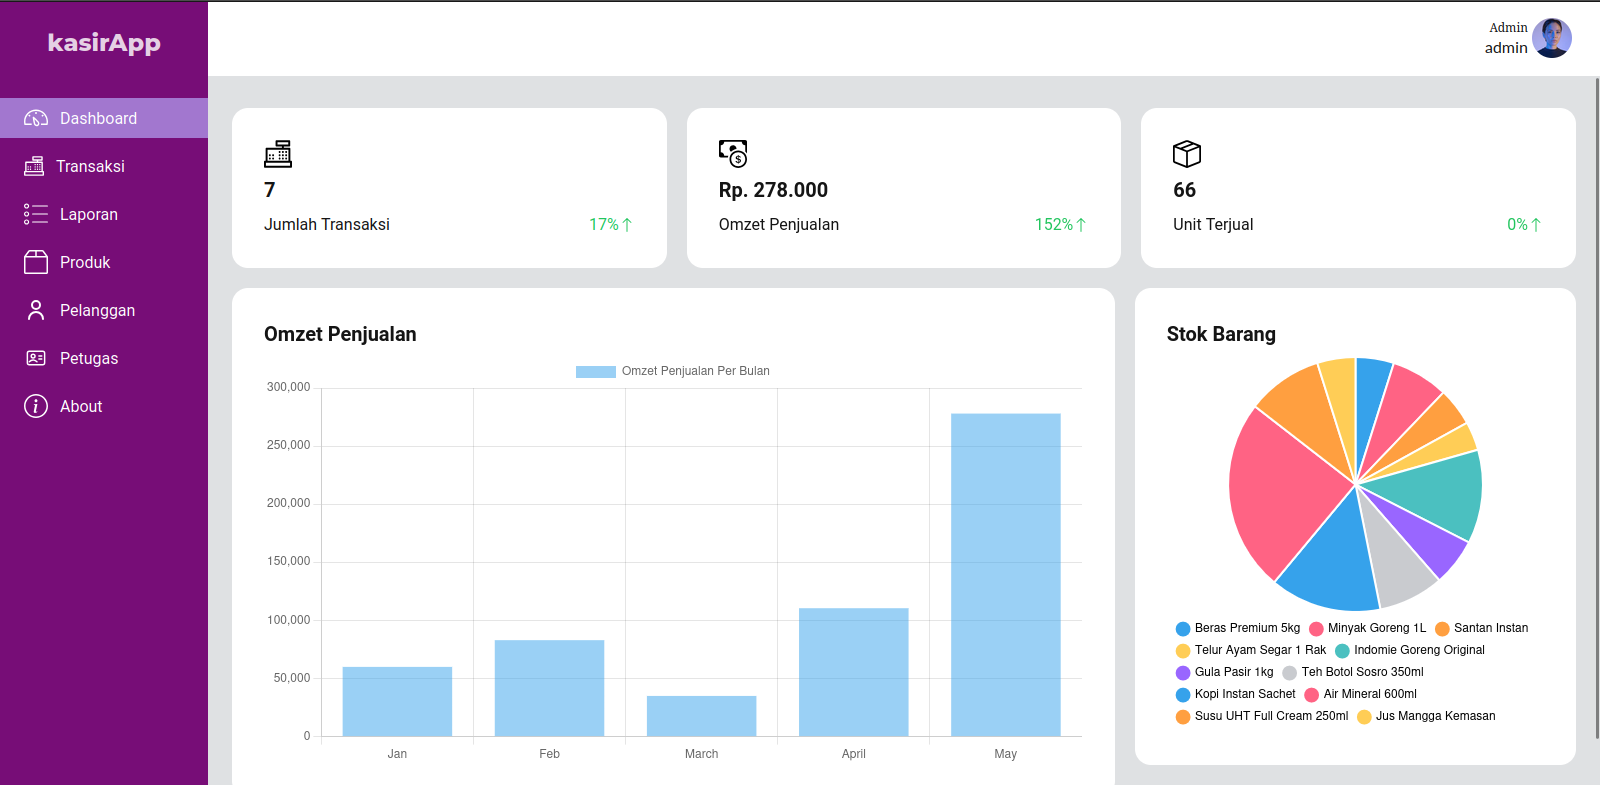 kasirApp
Admin
admin
Dashboard
Transaksi
Laporan
Produk
Pelanggan
Petugas
About
7
Jumlah Transaksi 17%↑
Rp. 278.000
Omzet Penjualan 152%↑
66
Unit Terjual 0%↑
Omzet Penjualan
Omzet Penjualan Per Bulan
300,000
250,000
200,000
150,000
100,000
50,000
0
Jan Feb March April May
Stok Barang
Beras Premium 5kg Minyak Goreng 1L Santan Instan
Telur Ayam Segar 1 Rak Indomie Goreng Original
Gula Pasir 1kg Teh Botol Sosro 350ml
Kopi Instan Sachet Air Mineral 600ml
Susu UHT Full Cream 250ml Jus Mangga Kemasan